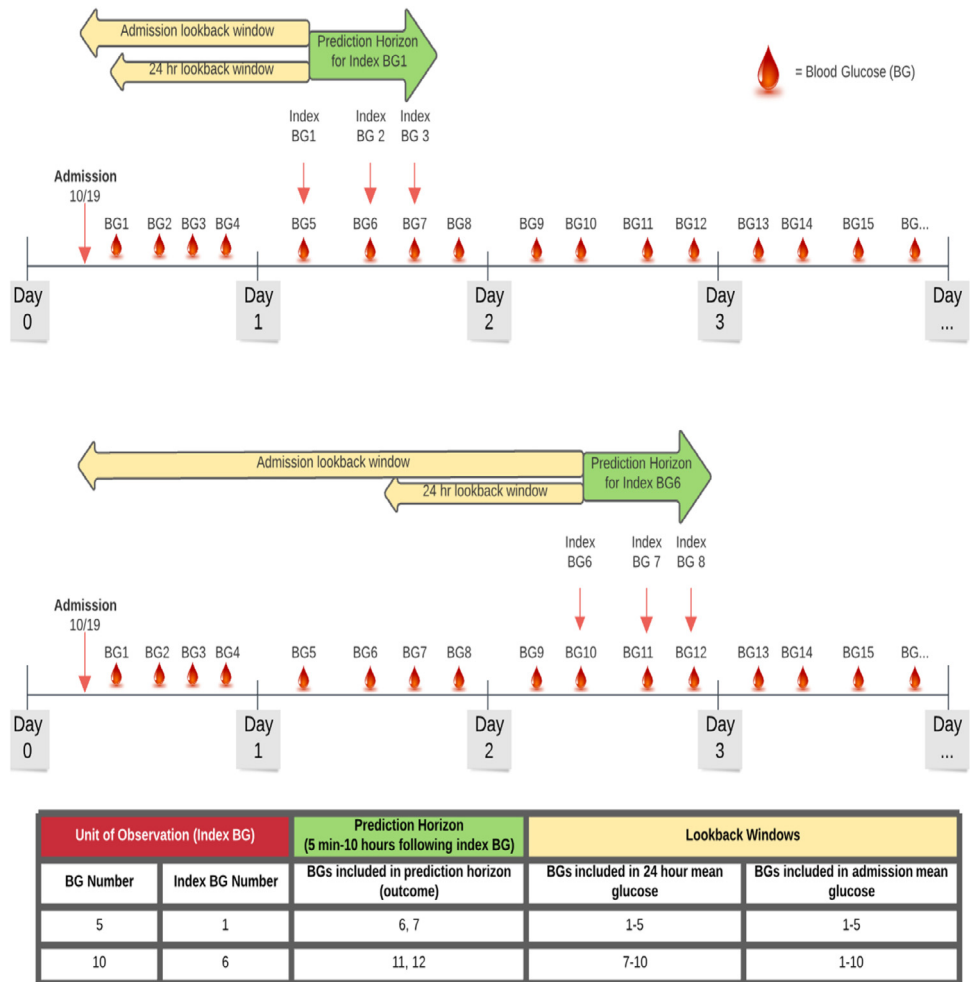 Admission lookback window
24 hr lookback window
Prediction Horizon
for Index BG1
= Blood Glucose (BG)
Index
BG1
Index
BG 2
Index
BG 3
Admission
10/19
BG1 BG2 BG3 BG4 BG5 BG6 BG7 BG8 BG9 BG10 BG11 BG12 BG13 BG14 BG15 BG...
Day
0
Day
1
Day
2
Day
3
Day
...
Admission lookback window
24 hr lookback window
Prediction Horizon
for Index BG6
Index
BG6
Index
BG 7
Index
BG 8
Admission
10/19
BG1 BG2 BG3 BG4 BG5 BG6 BG7 BG8 BG9 BG10 BG11 BG12 BG13 BG14 BG15 BG...
Day
0
Day
1
Day
2
Day
3
Day
...
Unit of Observation (Index BG)
Prediction Horizon
(5 min-10 hours following index BG)
Lookback Windows
BG Number
Index BG Number
BGs included in prediction horizon
(outcome)
BGs included in 24 hour mean
glucose
BGs included in admission mean
glucose
5 1 6, 7 1-5 1-5
10 6 11, 12 7-10 1-10